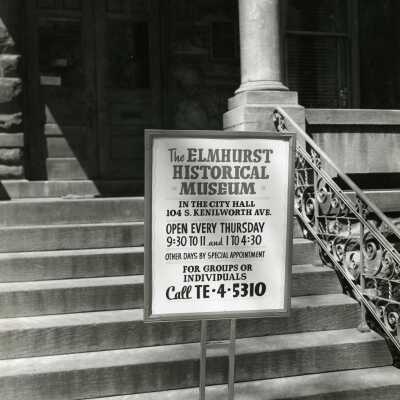 The ELMHURST
HISTORICAL
MUSEUM
IN THE CITY HALL
104 S. KENILWORTH AVE.
OPEN EVERY THURSDAY
9:30 TO 11 and 1 TO 4:30
OTHER DAYS BY SPECIAL APPOINTMENT
FOR GROUPS OR
INDIVIDUALS
Call TE·4·5310